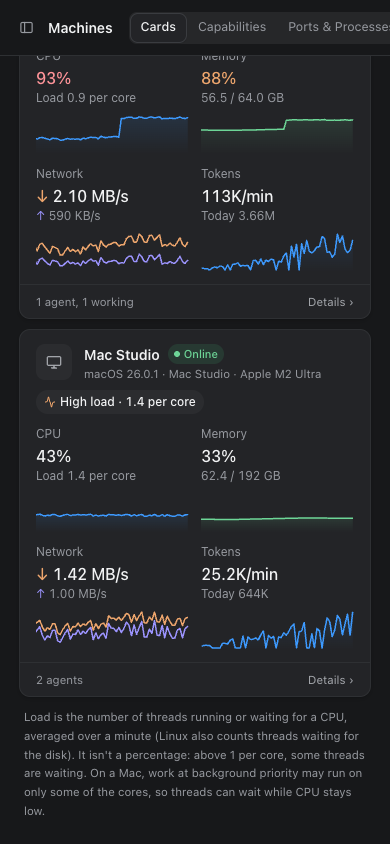 Machines
Cards
Capabilities
Ports & Processes
CPU
Memory
93%
88%
Load 0.9 per core
56.5 / 64.0 GB
Network
Tokens
↓ 2.10 MB/s
113K/min
↑ 590 KB/s
Today 3.66M
1 agent, 1 working
Details ›
Mac Studio
Online
macOS 26.0.1 · Mac Studio · Apple M2 Ultra
High load · 1.4 per core
CPU
Memory
43%
33%
Load 1.4 per core
62.4 / 192 GB
Network
Tokens
↓ 1.42 MB/s
25.2K/min
↑ 1.00 MB/s
Today 644K
2 agents
Details ›
Load is the number of threads running or waiting for a CPU,
averaged over a minute (Linux also counts threads waiting for
the disk). It isn't a percentage: above 1 per core, some threads
are waiting. On a Mac, work at background priority may run on
only some of the cores, so threads can wait while CPU stays
low.